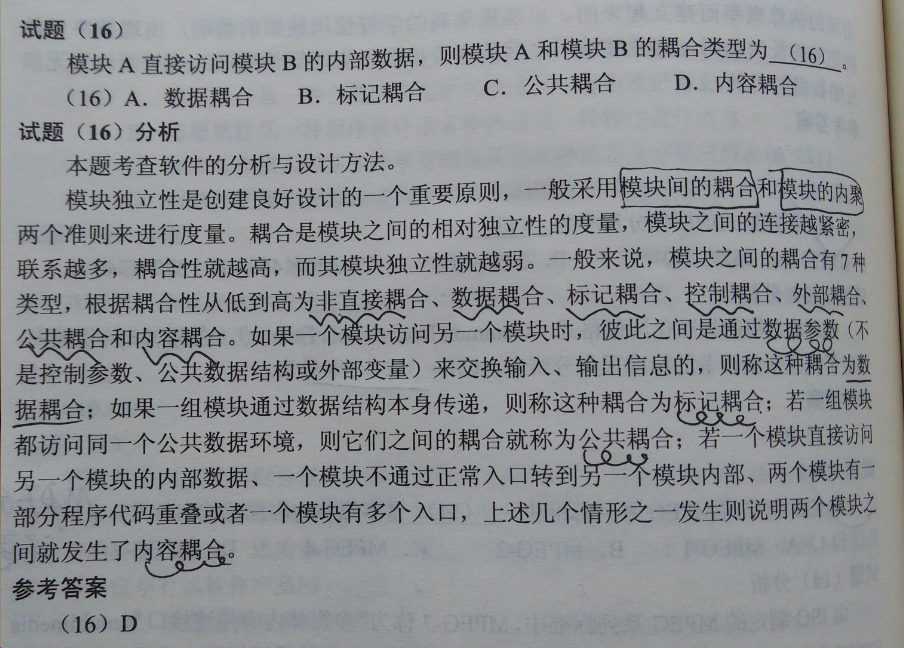 试题（16）
模块 A 直接访问模块 B 的内部数据，则模块 A 和模块 B 的耦合类型为 （16） 。
（16）A．数据耦合 B．标记耦合 C．公共耦合 D．内容耦合
试题（16）分析
本题考查软件的分析与设计方法。
模块独立性是创建良好设计的一个重要原则，一般采用模块间的耦合和模块的内聚
两个准则来进行度量。耦合是模块之间的相对独立性的度量，模块之间的连接越紧密，
联系越多，耦合性就越高，而其模块独立性就越弱。一般来说，模块之间的耦合有 7 种
类型，根据耦合性从低到高为非直接耦合、数据耦合、标记耦合、控制耦合、外部耦合、
公共耦合和内容耦合。如果一个模块访问另一个模块时，彼此之间是通过数据参数（不
是控制参数、公共数据结构或外部变量）来交换输入、输出信息的，则称这种耦合为数
据耦合；如果一组模块通过数据结构本身传递，则称这种耦合为标记耦合；若一组模块
都访问同一个公共数据环境，则它们之间的耦合就称为公共耦合；若一个模块直接访问
另一个模块的内部数据、一个模块不通过正常入口转到另一个模块内部、两个模块有一
部分程序代码重叠或者一个模块有多个入口，上述几个情形之一发生则说明两个模块之
间就发生了内容耦合。
参考答案
（16）D